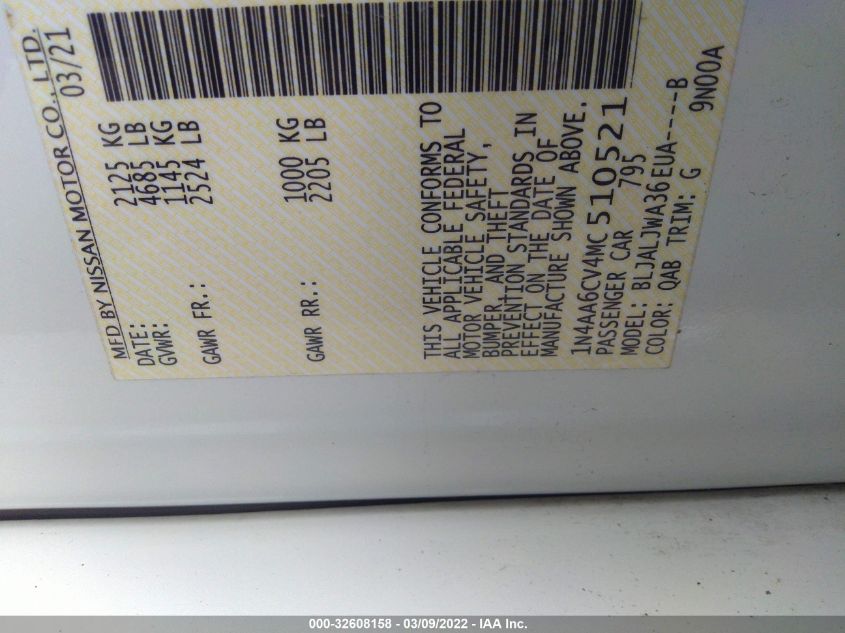 MFD BY NISSAN MOTOR CO., LTD.
DATE: 03/21
GVWR: 2125 KG
4685 LB
GAWR FR.: 1145 KG
2524 LB
GAWR RR.: 1000 KG
2205 LB
THIS VEHICLE CONFORMS TO
ALL APPLICABLE FEDERAL
MOTOR VEHICLE SAFETY,
BUMPER, AND THEFT
PREVENTION STANDARDS IN
EFFECT ON THE DATE OF
MANUFACTURE SHOWN ABOVE.
1N4AA6CV4MC510521
PASSENGER CAR 795
MODEL: BLJALJWA36EUA-----B
COLOR: QAB TRIM: G 9N00A
000-32608158 - 03/09/2022 - IAA Inc.